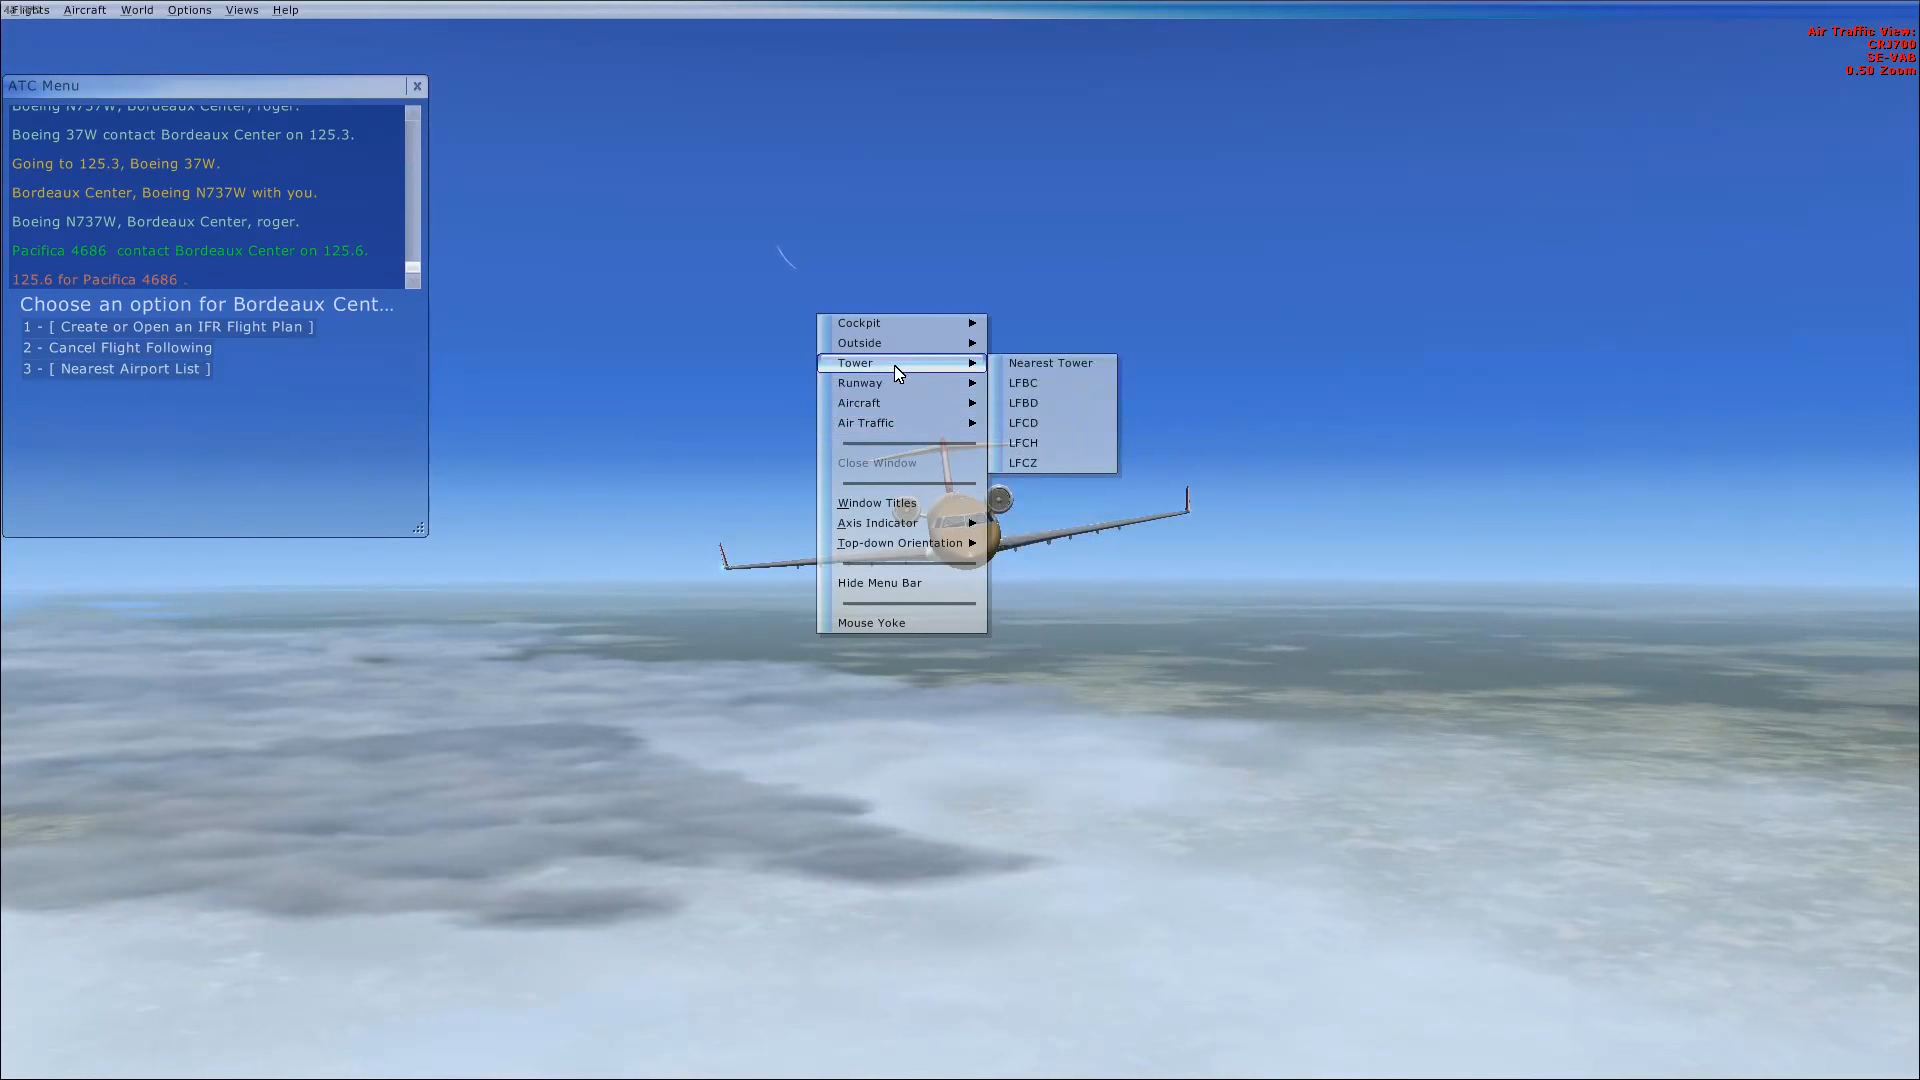 Flights Aircraft World Options Views Help
Air Traffic View:
CRJ700
SE-VAB
0.50 Zoom
ATC Menu x
Boeing N737W, Bordeaux Center, roger.
Boeing 37W contact Bordeaux Center on 125.3.
Going to 125.3, Boeing 37W.
Bordeaux Center, Boeing N737W with you.
Boeing N737W, Bordeaux Center, roger.
Pacifica 4686  contact Bordeaux Center on 125.6.
125.6 for Pacifica 4686 .
Choose an option for Bordeaux Cent...
1 - [ Create or Open an IFR Flight Plan ]
2 - Cancel Flight Following
3 - [ Nearest Airport List ]
Cockpit
Outside
Tower
Runway
Aircraft
Air Traffic
Close Window
Window Titles
Axis Indicator
Top-down Orientation
Hide Menu Bar
Mouse Yoke
Nearest Tower
LFBC
LFBD
LFCD
LFCH
LFCZ